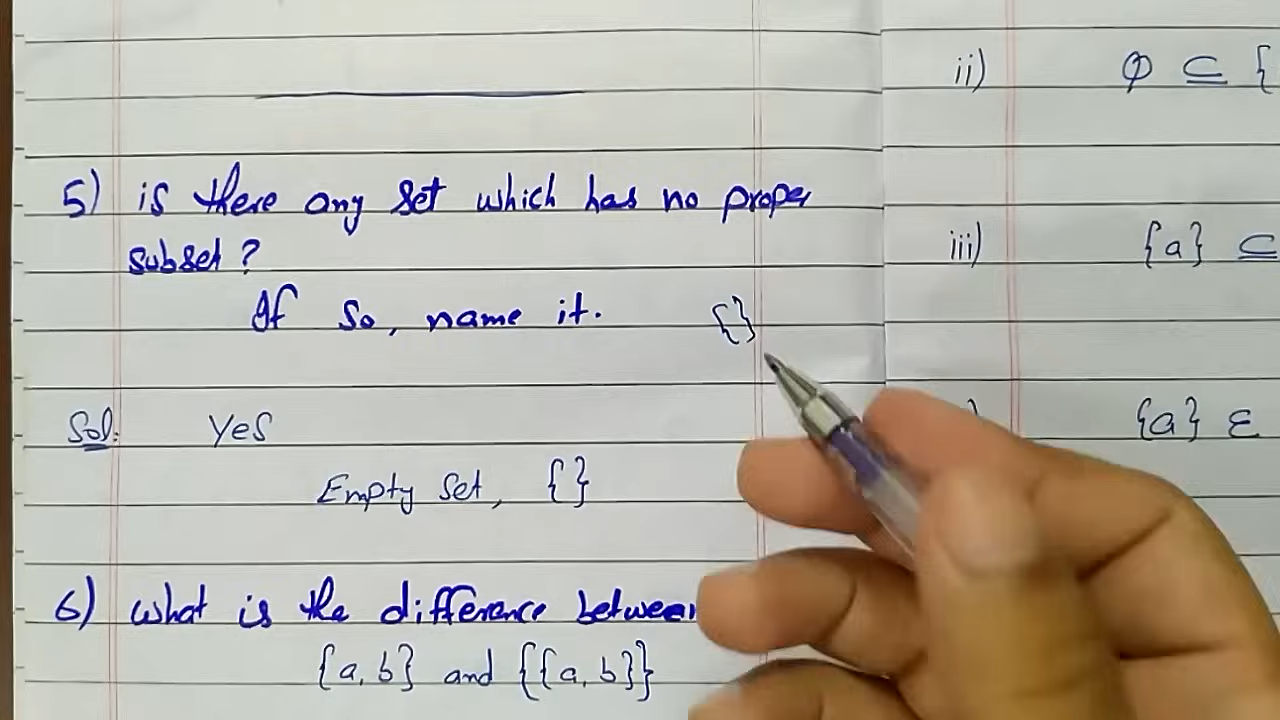 5) is there any set which has no proper
subset?
If so, name it. {}
Sol: Yes
Empty Set, {}
6) What is the difference between
{a, b} and {{a, b}}
ii) φ ⊆ {
iii) {a} ⊆
{a} ε